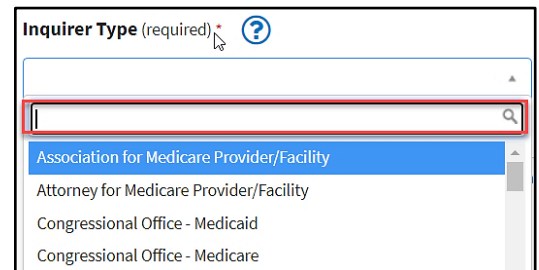 Inquirer Type (required) * ?
Association for Medicare Provider/Facility
Attorney for Medicare Provider/Facility
Congressional Office - Medicaid
Congressional Office - Medicare